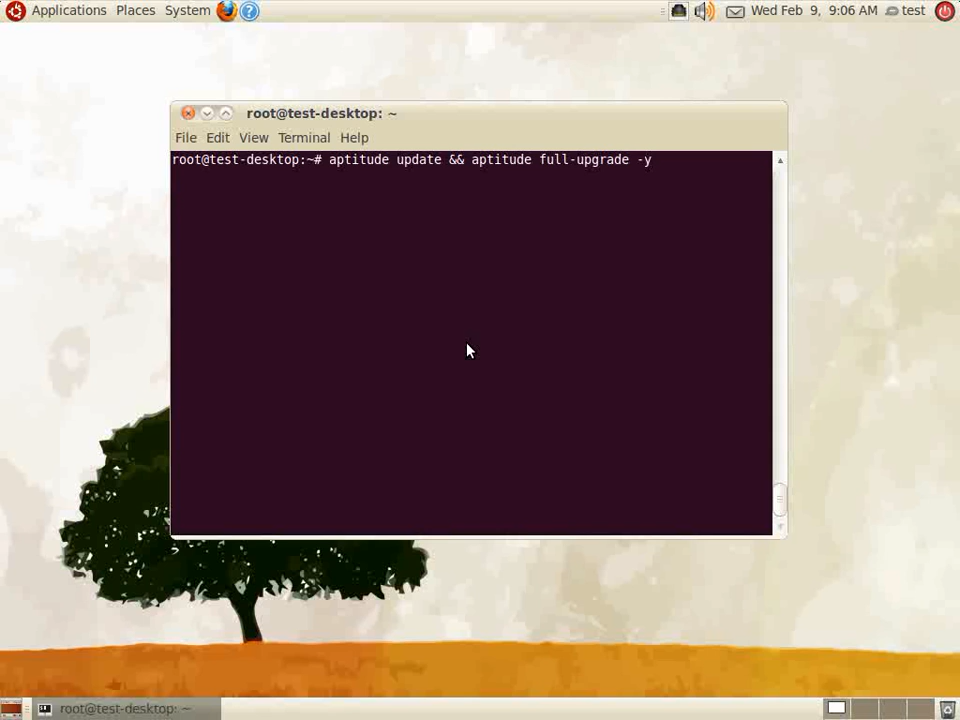 Applications Places System Wed Feb 9, 9:06 AM test
root@test-desktop: ~
File Edit View Terminal Help
root@test-desktop:~# aptitude update && aptitude full-upgrade -y
root@test-desktop: ~